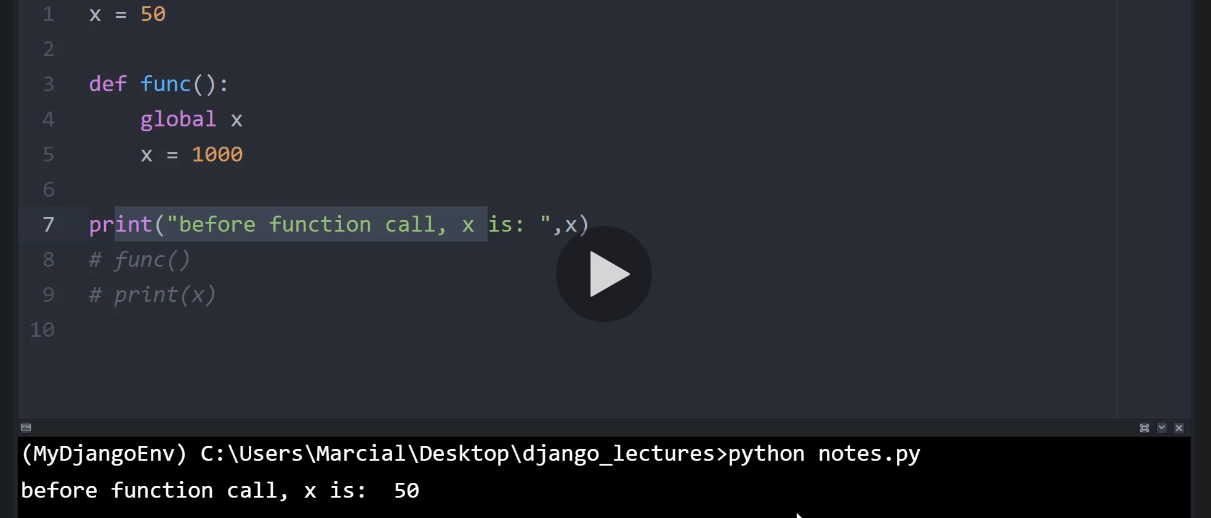 1 x = 50
2
3 def func():
4 global x
5 x = 1000
6
7 print("before function call, x is: ",x)
8 # func()
9 # print(x)
10
(MyDjangoEnv) C:\Users\Marcial\Desktop\django_lectures>python notes.py
before function call, x is:  50